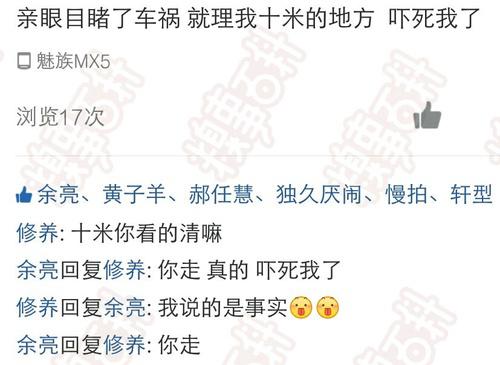 亲眼目睹了车祸 就理我十米的地方 吓死我了
魅族MX5
浏览17次
余亮、黄子羊、郝任慧、独久厌闹、慢拍、轩型
修养: 十米你看的清嘛
余亮回复修养: 你走 真的 吓死我了
修养回复余亮: 我说的是事实
余亮回复修养: 你走